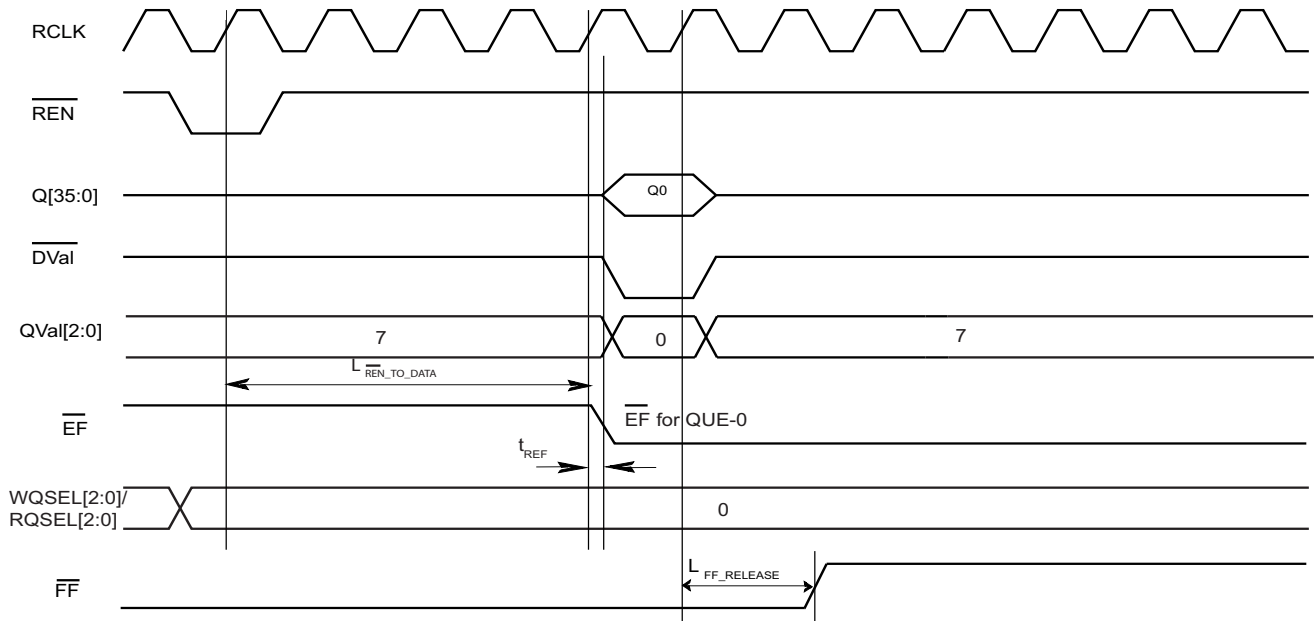 RCLK
REN
Q[35:0]
Q0
DVal
QVal[2:0]
7
0
7
L REN_TO_DATA
EF
EF for QUE-0
tREF
WQSEL[2:0]/
RQSEL[2:0]
0
L FF_RELEASE
FF